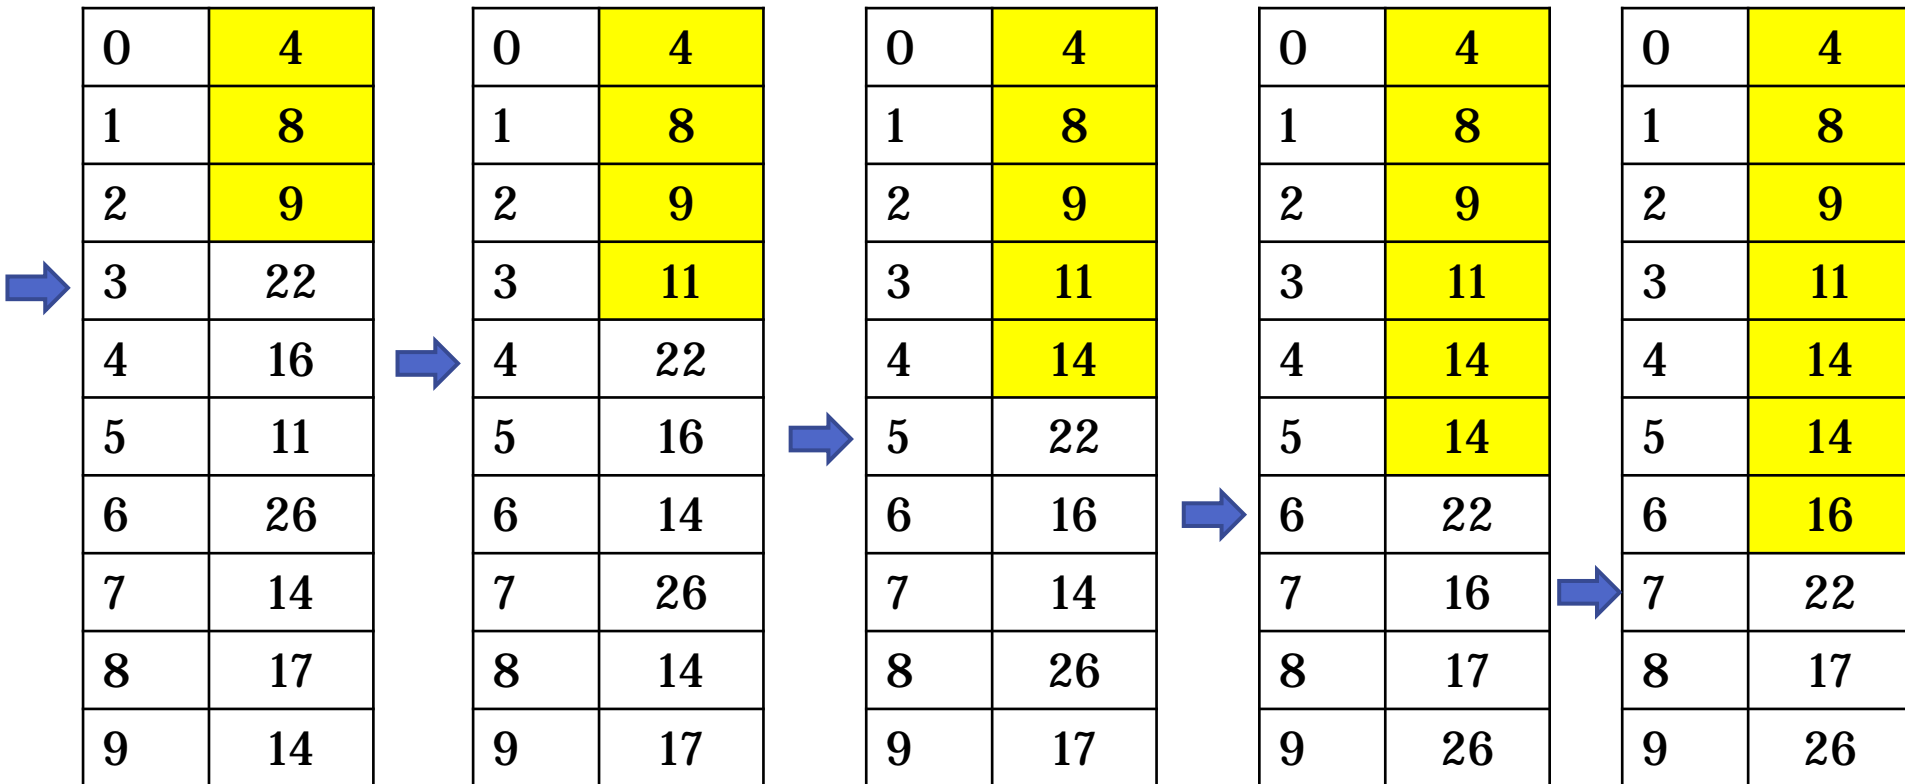 0 4 0 4 0 4 0 4 0 4
1 8 1 8 1 8 1 8 1 8
2 9 2 9 2 9 2 9 2 9
3 22 3 11 3 11 3 11 3 11
4 16 4 22 4 14 4 14 4 14
5 11 5 16 5 22 5 14 5 14
6 26 6 14 6 16 6 22 6 16
7 14 7 26 7 14 7 16 7 22
8 17 8 14 8 26 8 17 8 17
9 14 9 17 9 17 9 26 9 26